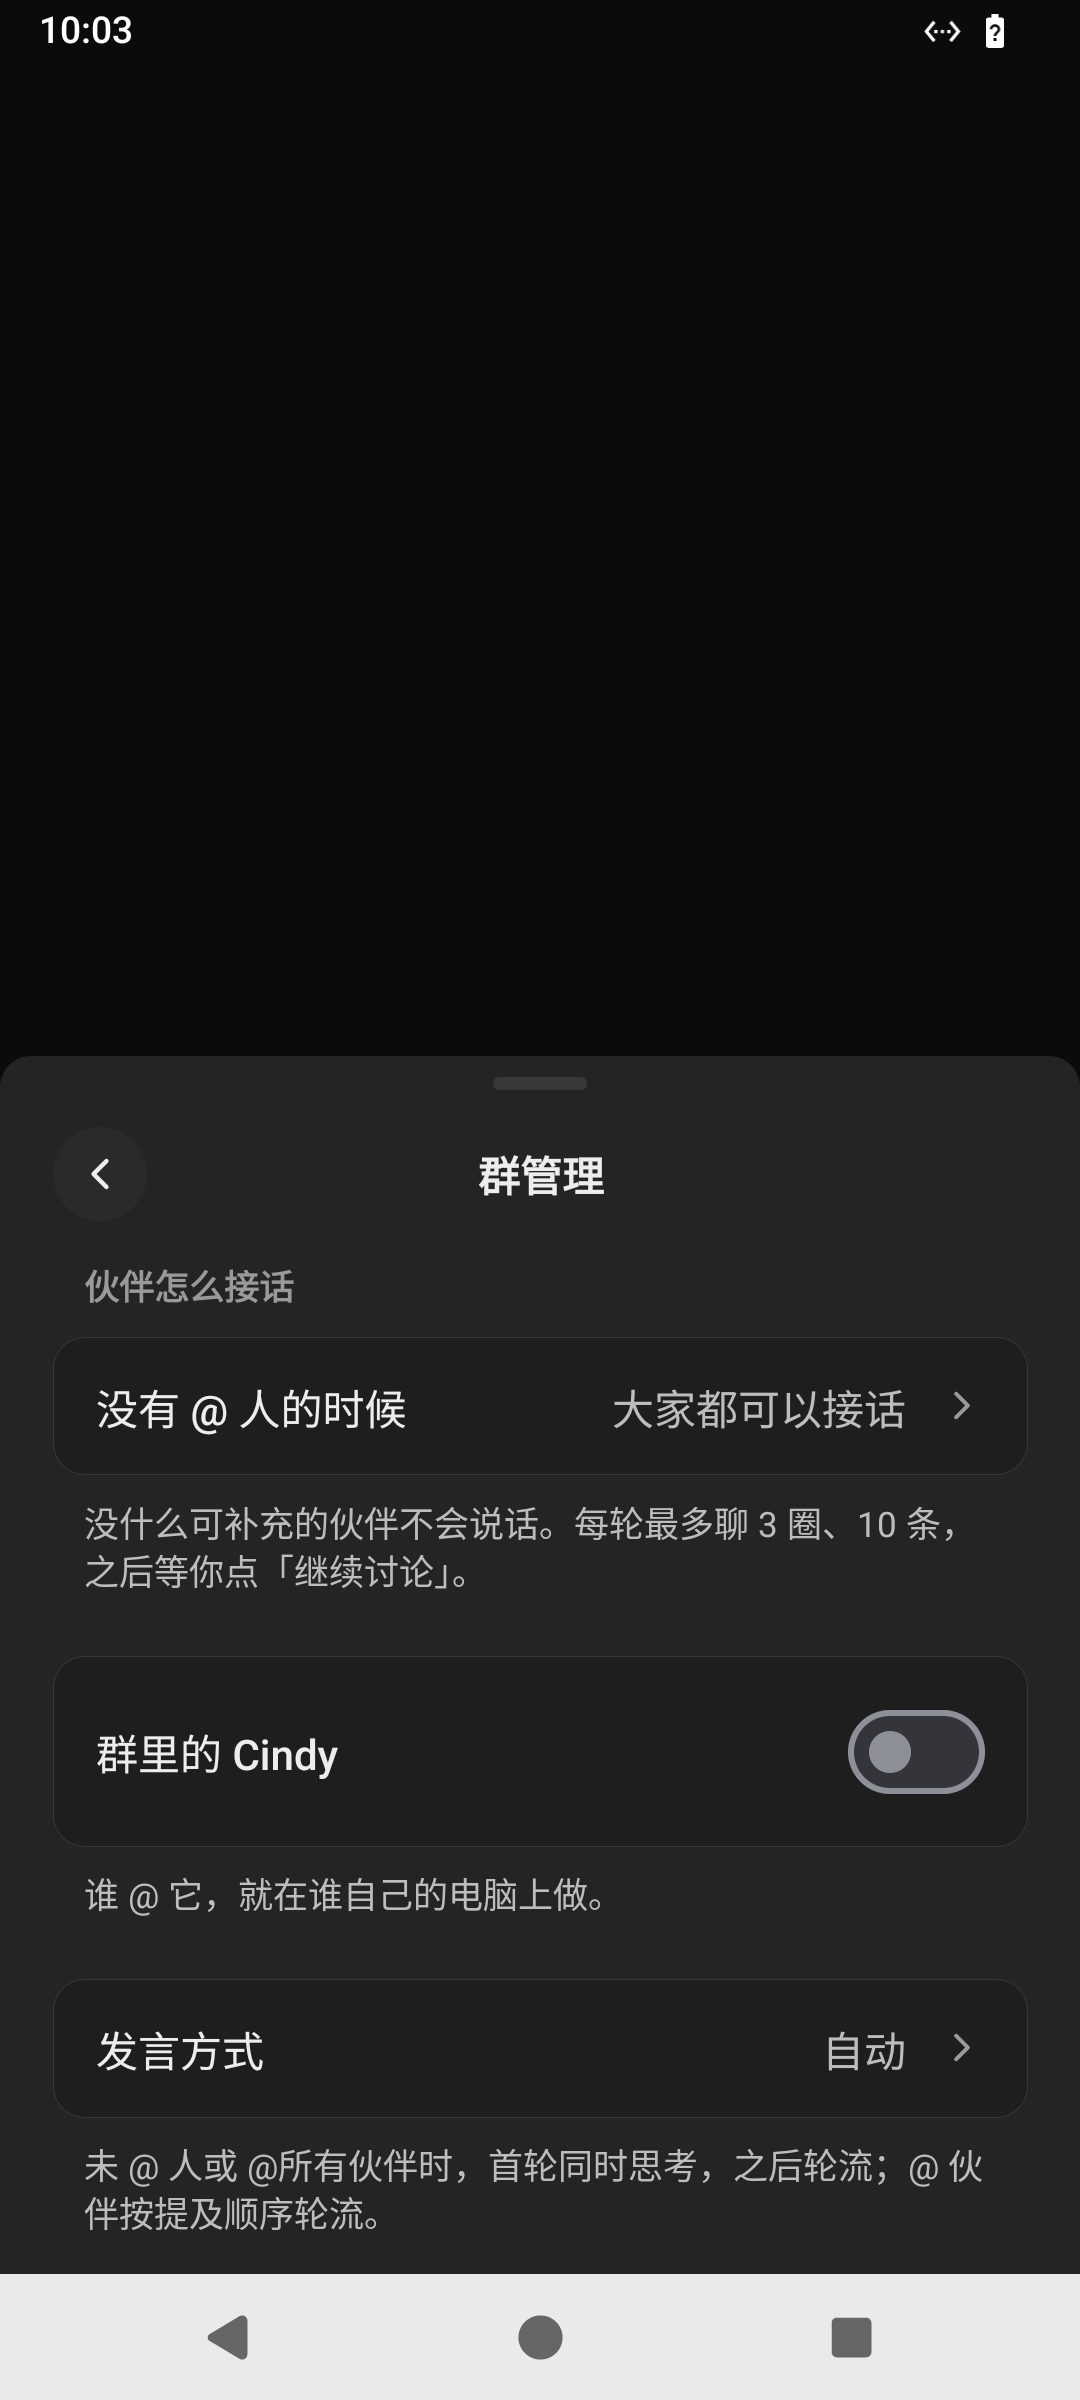 10:03
群管理
伙伴怎么接话
没有 @ 人的时候
大家都可以接话
没什么可补充的伙伴不会说话。每轮最多聊 3 圈、10 条，
之后等你点「继续讨论」。
群里的 Cindy
谁 @ 它，就在谁自己的电脑上做。
发言方式
自动
未 @ 人或 @所有伙伴时，首轮同时思考，之后轮流；@ 伙
伴按提及顺序轮流。